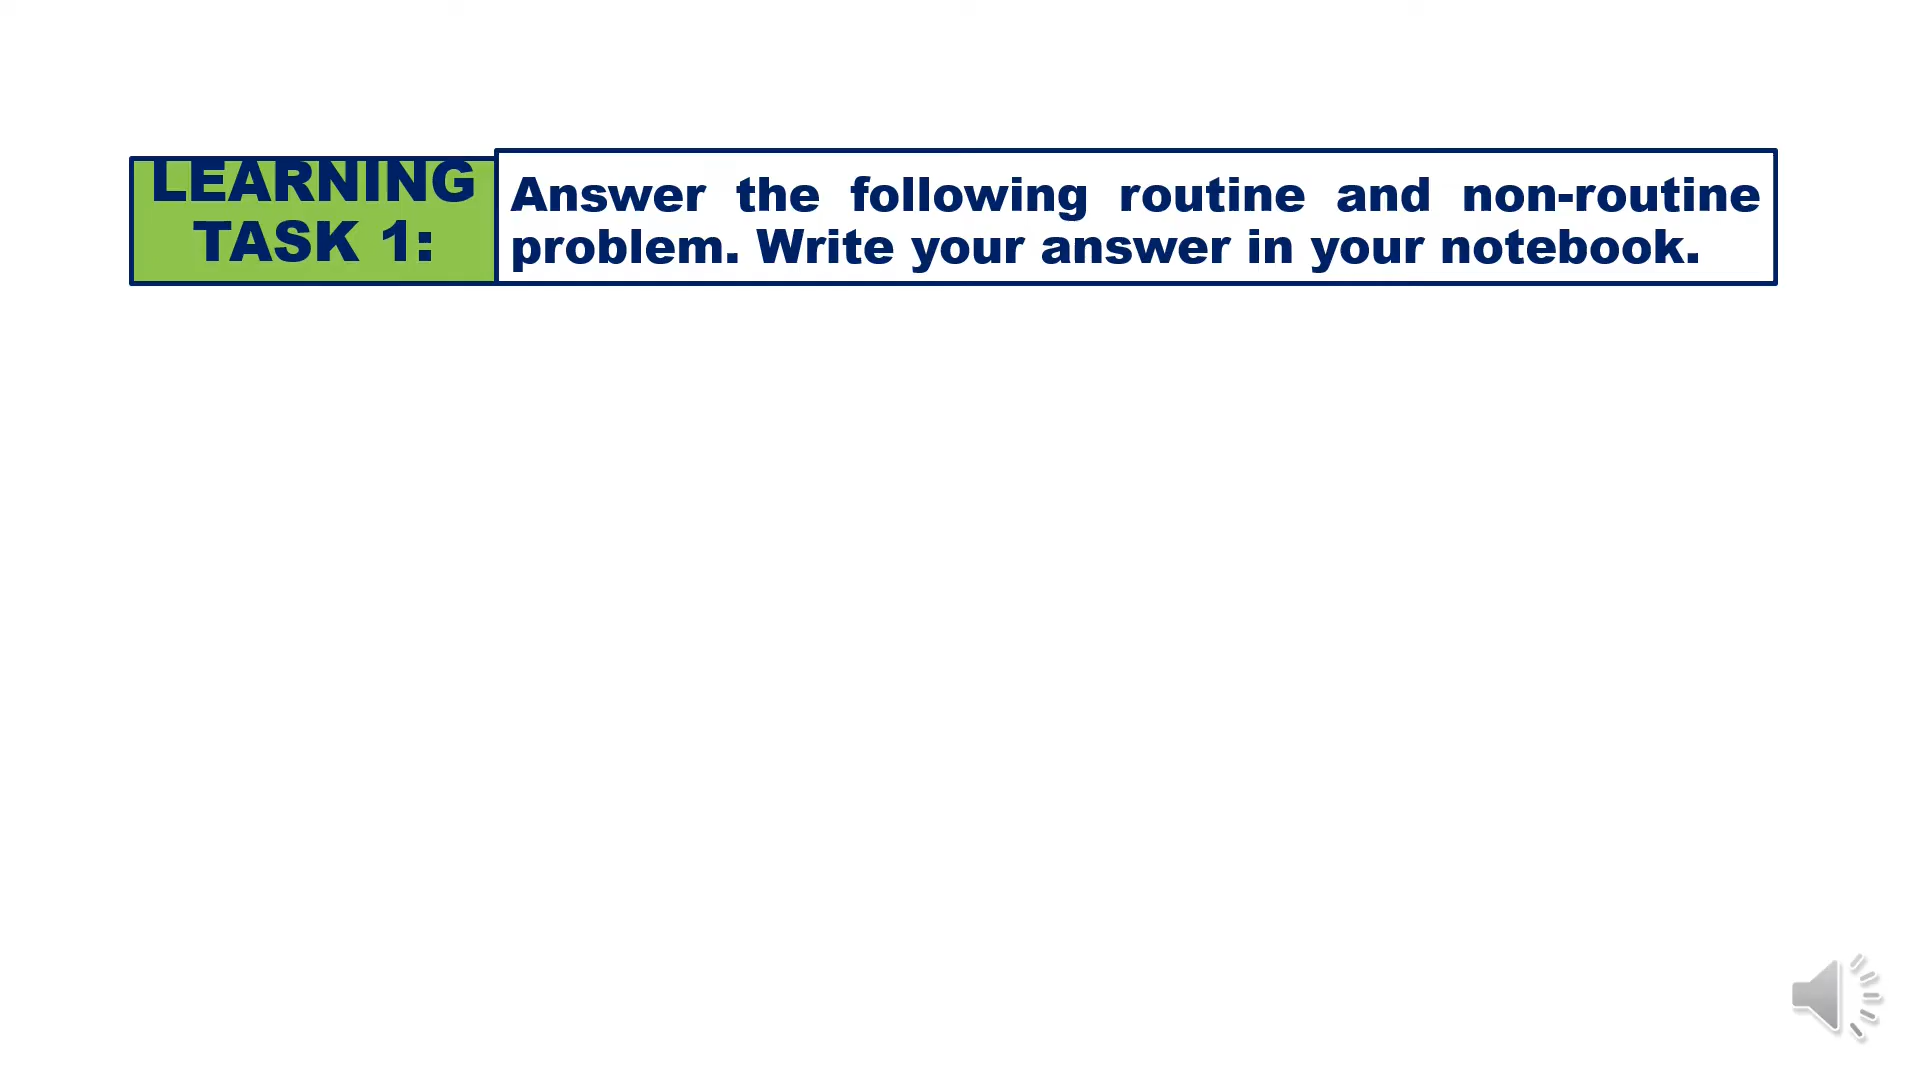 LEARNING
TASK 1:
Answer the following routine and non-routine
problem. Write your answer in your notebook.